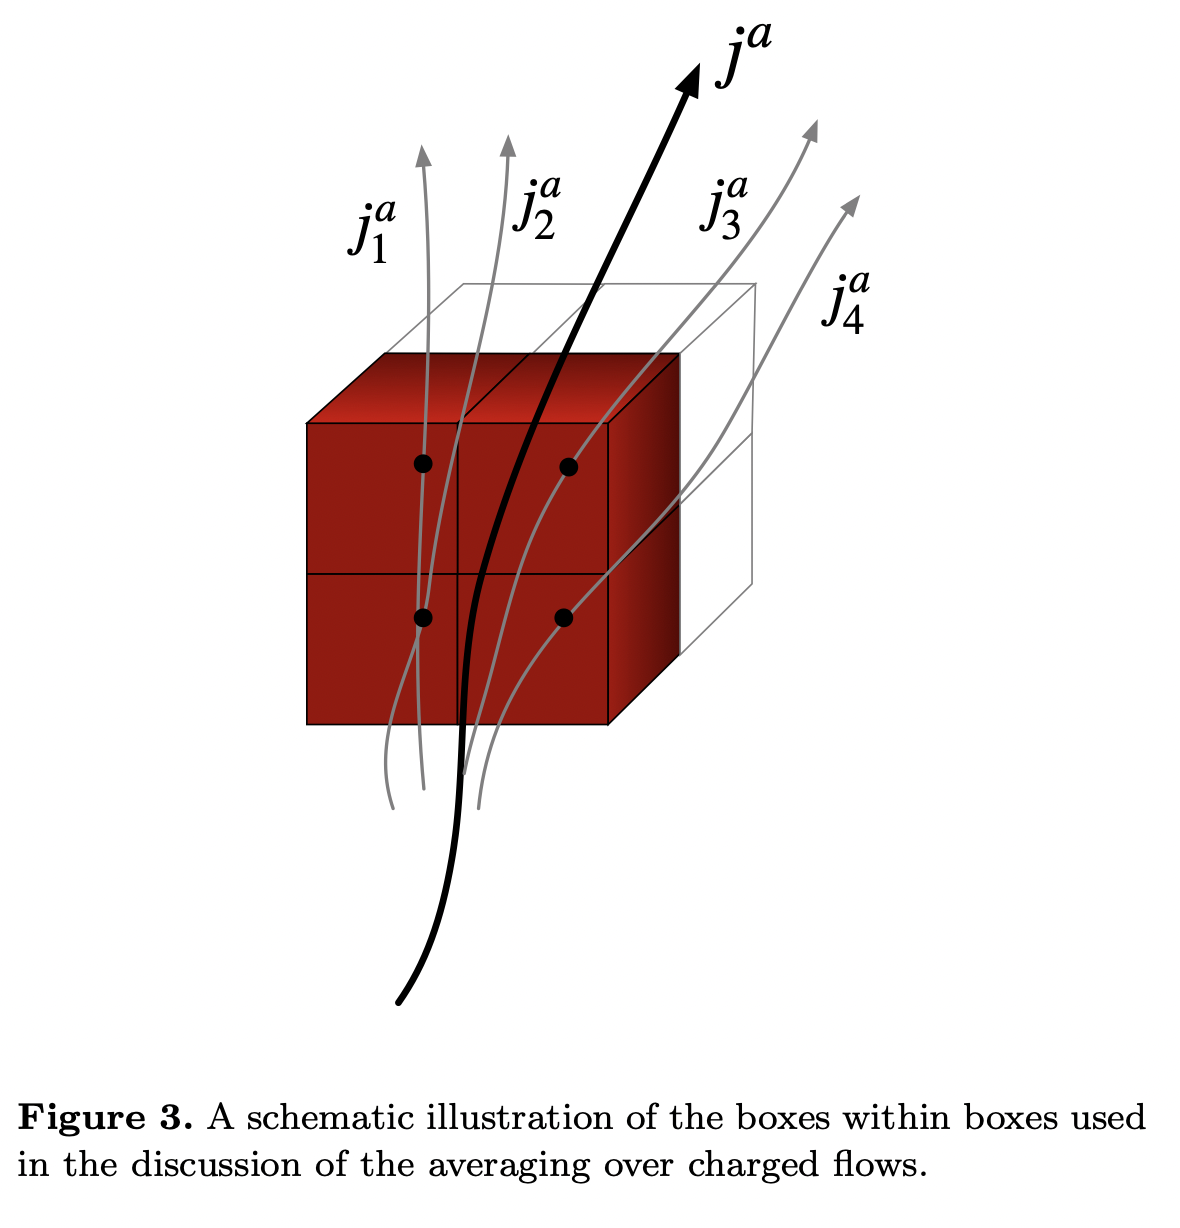 j^a
j_1^a
j_2^a
j_3^a
j_4^a
Figure 3. A schematic illustration of the boxes within boxes used
in the discussion of the averaging over charged flows.